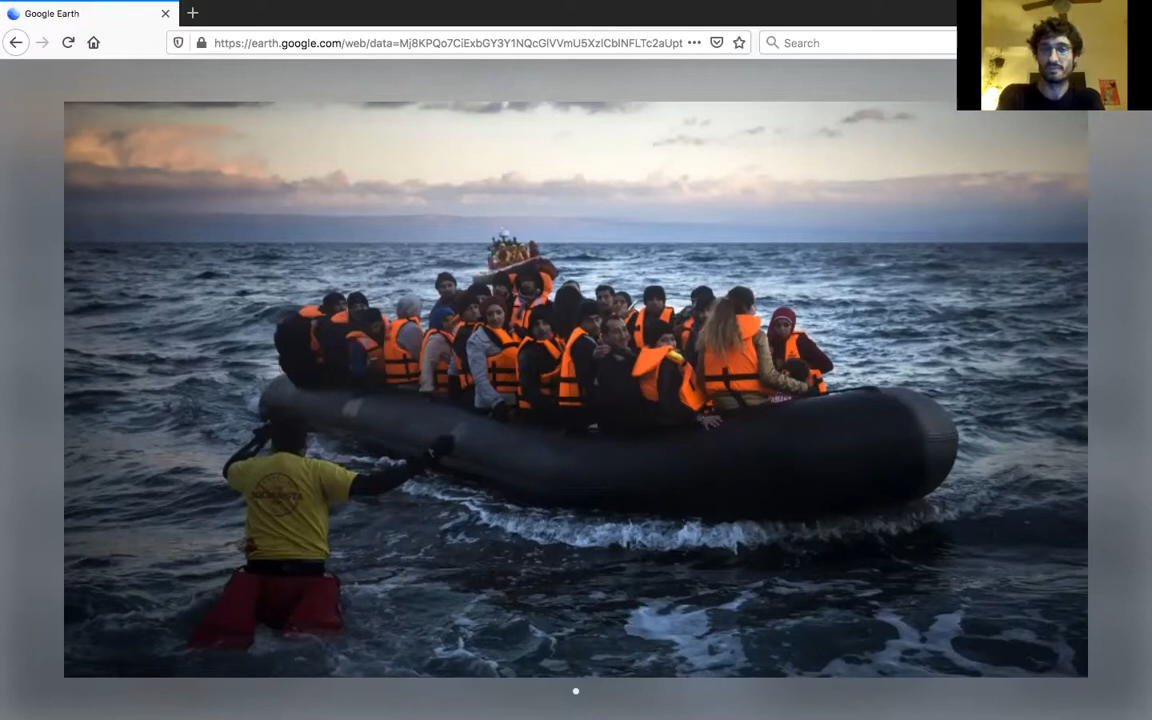 Google Earth
https://earth.google.com/web/data=Mj8KPQo7CiExbGY3Y1NQcGlVVmU5XzlCblNFLTc2aUpt
Search